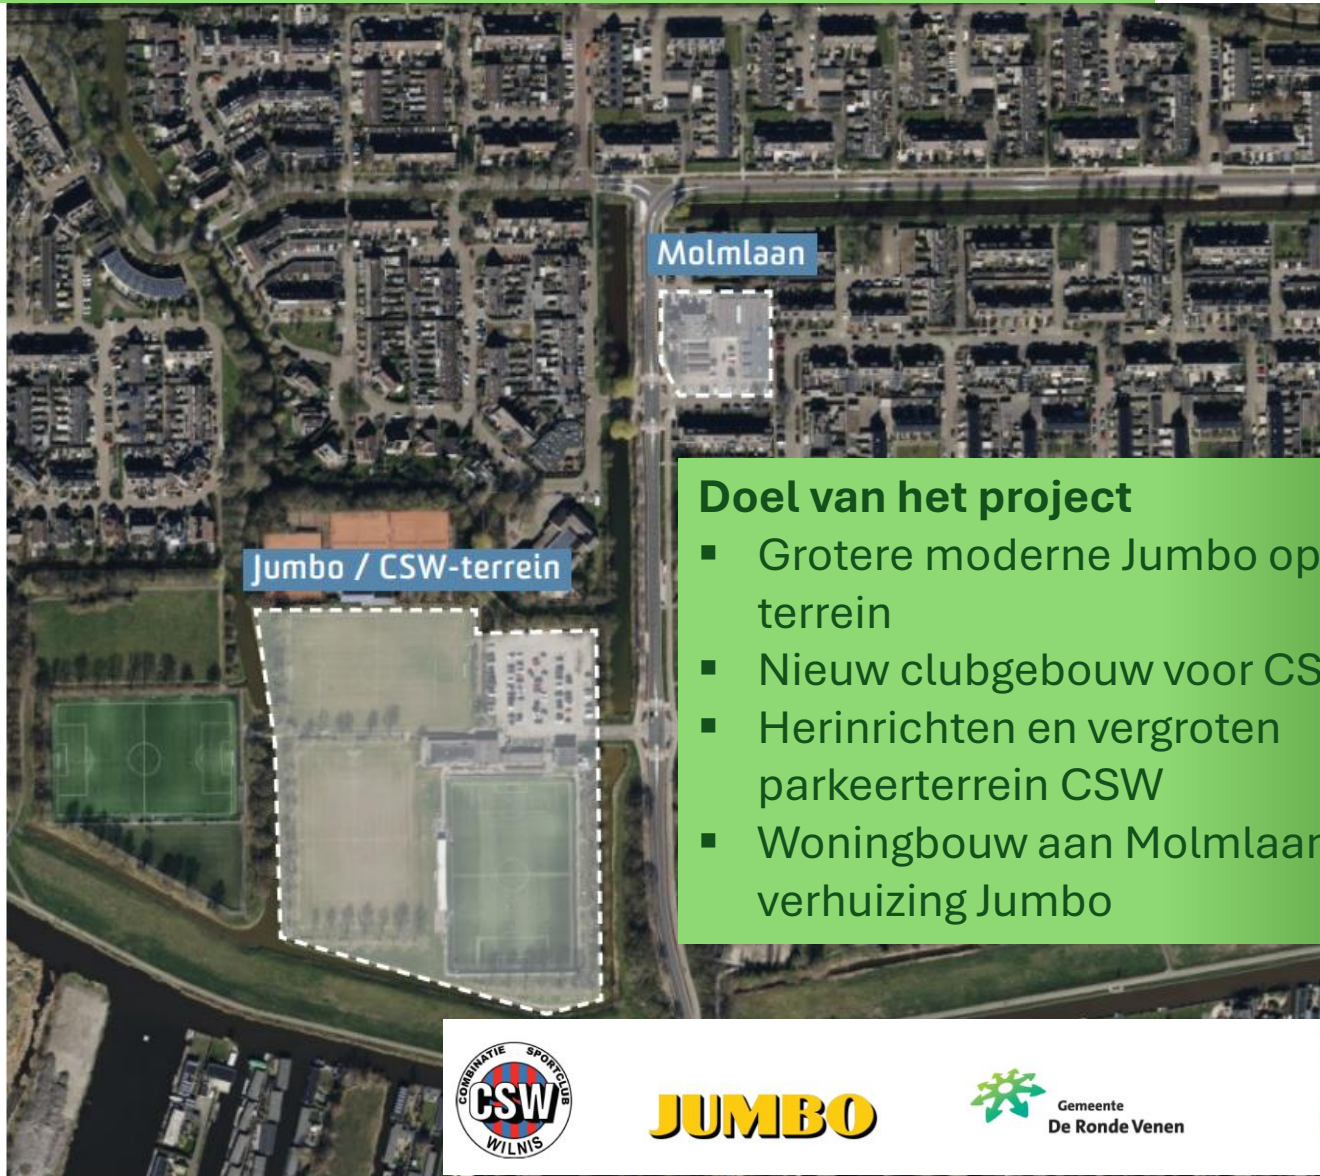 Molmlaan
Jumbo / CSW-terrein
Doel van het project
▪ Grotere moderne Jumbo op
terrein
▪ Nieuw clubgebouw voor CS
▪ Herinrichten en vergroten
parkeerterrein CSW
▪ Woningbouw aan Molmlaan
verhuizing Jumbo
COMBINATIE SPORTCLUB
CSW
WILNIS
JUMBO
Gemeente
De Ronde Venen